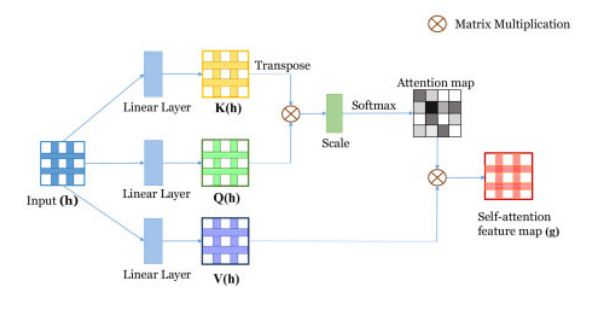 Matrix Multiplication
Transpose
Attention map
Linear Layer
K(h)
Softmax
Scale
Input (h)
Linear Layer
Q(h)
Self-attention
feature map (g)
Linear Layer
V(h)